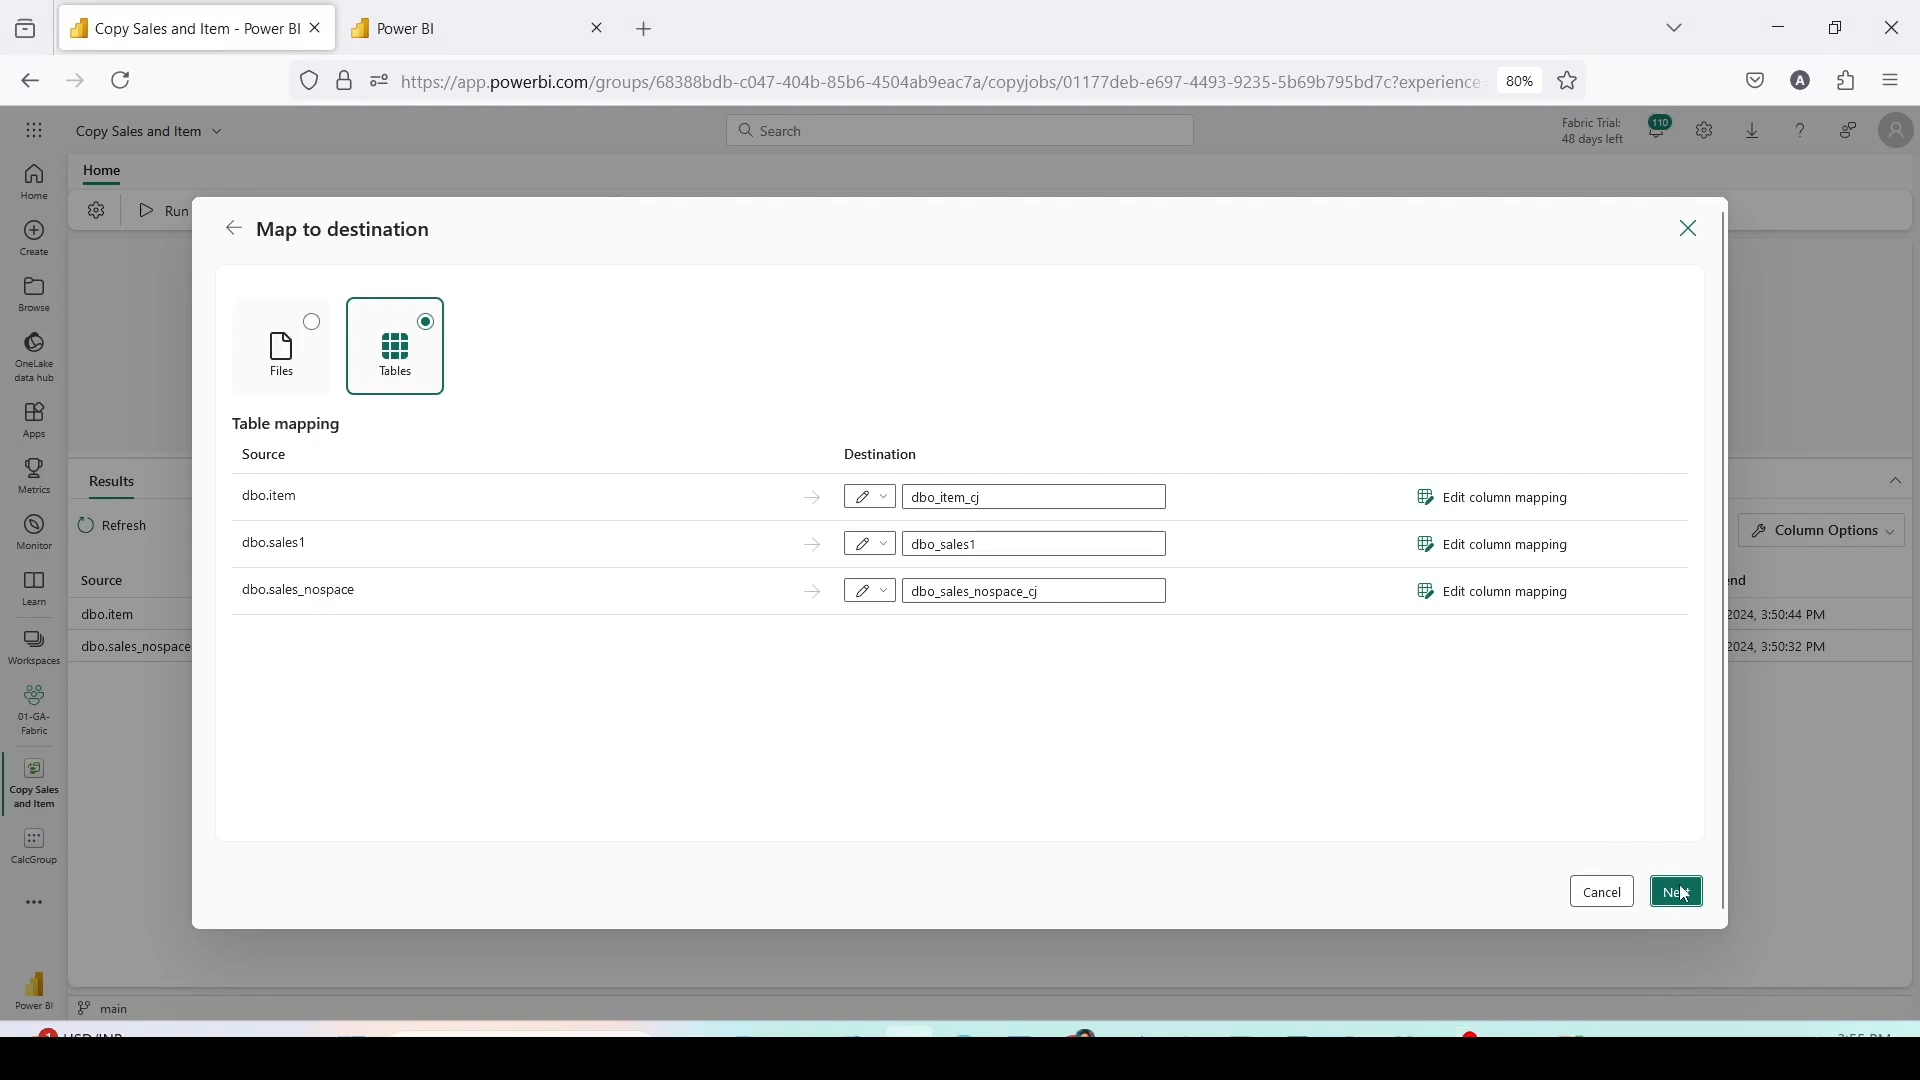 Copy Sales and Item - Power BI
Power BI
https://app.powerbi.com/groups/68388bdb-c047-404b-85b6-4504ab9eac7a/copyjobs/01177deb-e697-4493-9235-5b69b795bd7c?experience=
80%
A
Copy Sales and Item
Search
Fabric Trial:
48 days left
110
Home
Home
Run
Create
Browse
OneLake
data hub
Apps
Metrics
Monitor
Learn
Workspaces
01-GA-
Fabric
Copy Sales
and Item
CalcGroup
Power BI
Map to destination
Files
Tables
Table mapping
Source
Destination
dbo.item
dbo_item_cj
Edit column mapping
dbo.sales1
dbo_sales1
Edit column mapping
dbo.sales_nospace
dbo_sales_nospace_cj
Edit column mapping
Cancel
Next
Results
Refresh
Column Options
Source
end
dbo.item
2024, 3:50:44 PM
dbo.sales_nospace
2024, 3:50:32 PM
main
1